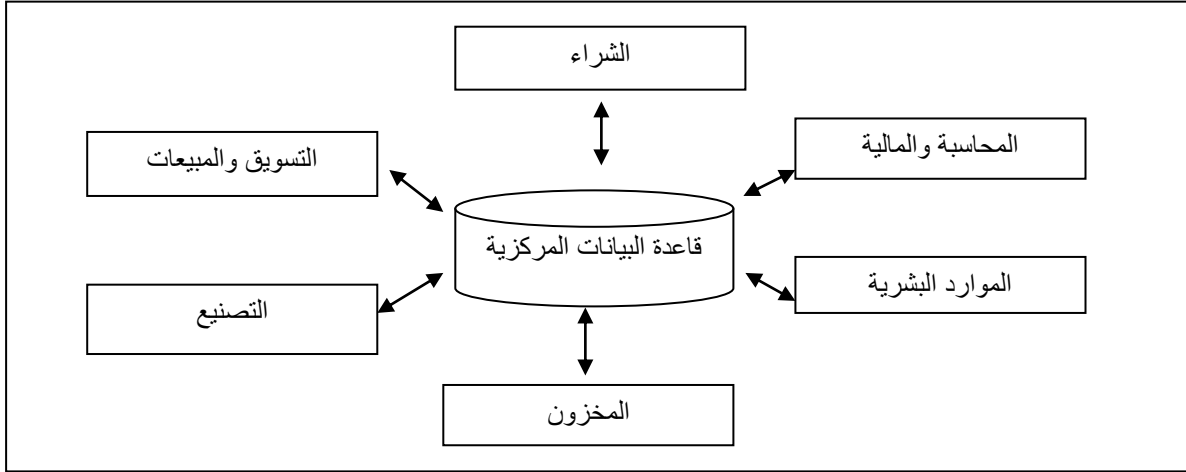 الشراء
المحاسبة والمالية
التسويق والمبيعات
قاعدة البيانات المركزية
الموارد البشرية
التصنيع
المخزون